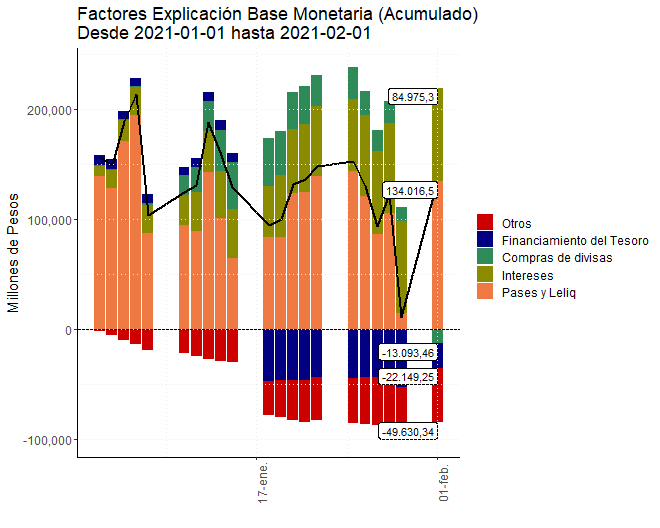 Factores Explicación Base Monetaria (Acumulado)
Desde 2021-01-01 hasta 2021-02-01
Millones de Pesos
200,000
100,000
0
-100,000
84.975,3
134.016,5
-13.093,46
-22.149,25
-49.630,34
17-ene.
01-feb.
Otros
Financiamiento del Tesoro
Compras de divisas
Intereses
Pases y Leliq